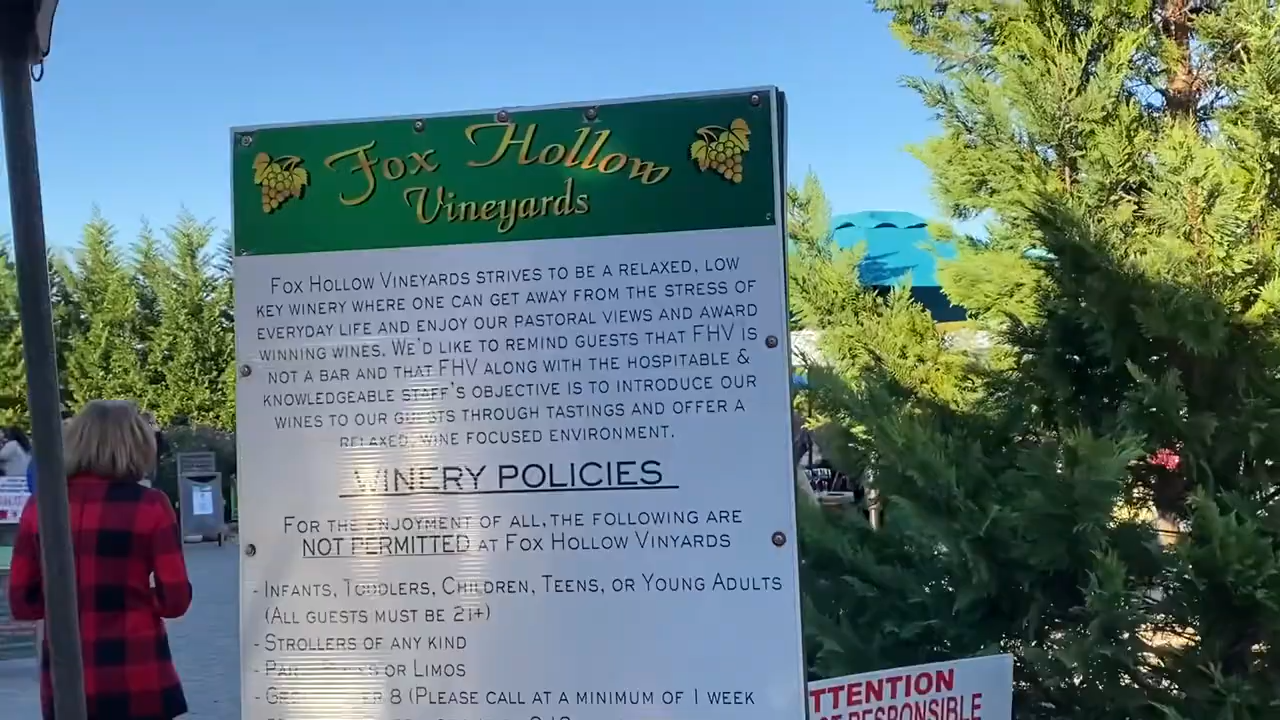 Fox Hollow
Vineyards
FOX HOLLOW VINEYARDS STRIVES TO BE A RELAXED, LOW
KEY WINERY WHERE ONE CAN GET AWAY FROM THE STRESS OF
EVERYDAY LIFE AND ENJOY OUR PASTORAL VIEWS AND AWARD
WINNING WINES. WE'D LIKE TO REMIND GUESTS THAT FHV IS
NOT A BAR AND THAT FHV ALONG WITH THE HOSPITABLE &
KNOWLEDGEABLE STAFF'S OBJECTIVE IS TO INTRODUCE OUR
WINES TO OUR GUESTS THROUGH TASTINGS AND OFFER A
RELAXED, WINE FOCUSED ENVIRONMENT.
WINERY POLICIES
FOR THE ENJOYMENT OF ALL, THE FOLLOWING ARE
NOT PERMITTED AT FOX HOLLOW VINYARDS
- INFANTS, TODDLERS, CHILDREN, TEENS, OR YOUNG ADULTS
(ALL GUESTS MUST BE 21+)
- STROLLERS OF ANY KIND
- OR LIMOS
- 8 (PLEASE CALL AT A MINIMUM OF 1 WEEK
TTENTION
RESPONSIBLE